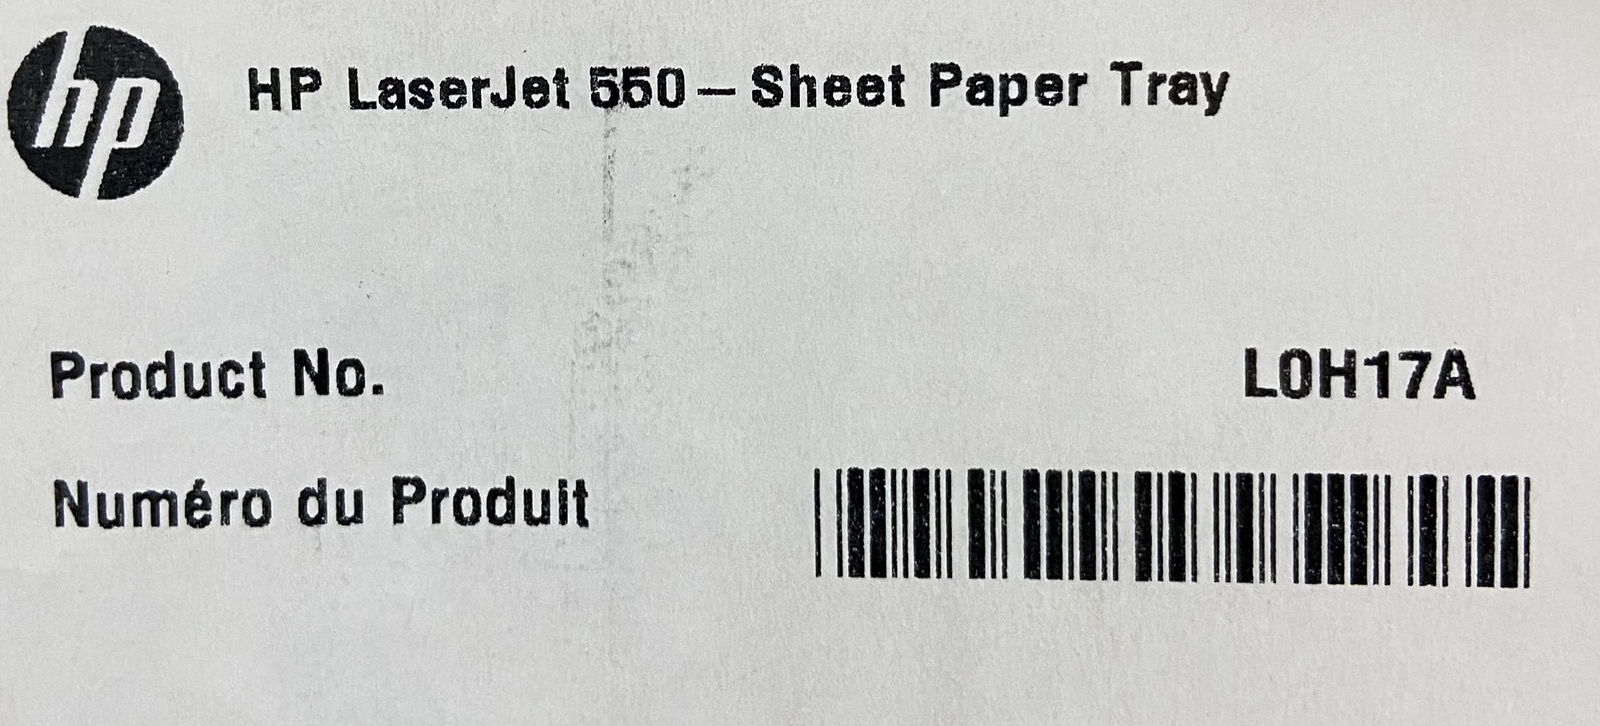 hp
HP LaserJet 550–Sheet Paper Tray
Product No.
L0H17A
Numéro du Produit